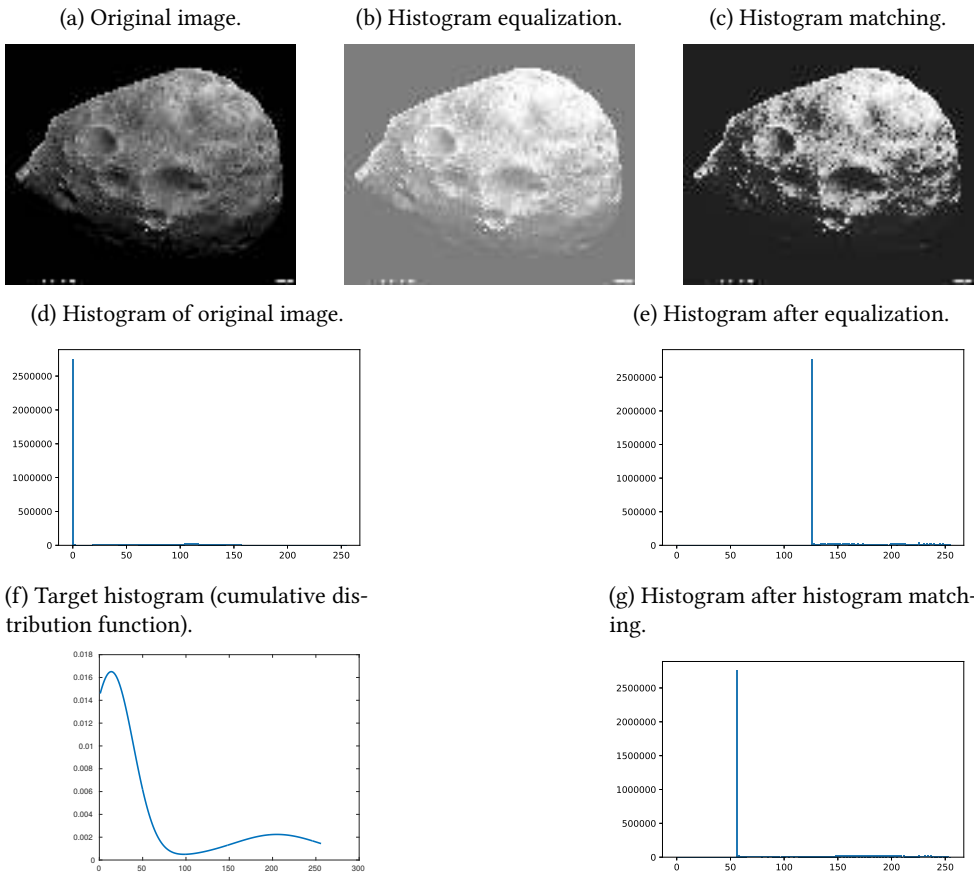 (a) Original image.
(b) Histogram equalization.
(c) Histogram matching.
(d) Histogram of original image.
(e) Histogram after equalization.
2500000
2000000
1500000
1000000
500000
0
0 50 100 150 200 250
2500000
2000000
1500000
1000000
500000
0
0 50 100 150 200 250
(f) Target histogram (cumulative dis-
tribution function).
(g) Histogram after histogram match-
ing.
0.018
0.016
0.014
0.012
0.01
0.008
0.006
0.004
0.002
0
0 50 100 150 200 250 300
2500000
2000000
1500000
1000000
500000
0
0 50 100 150 200 250